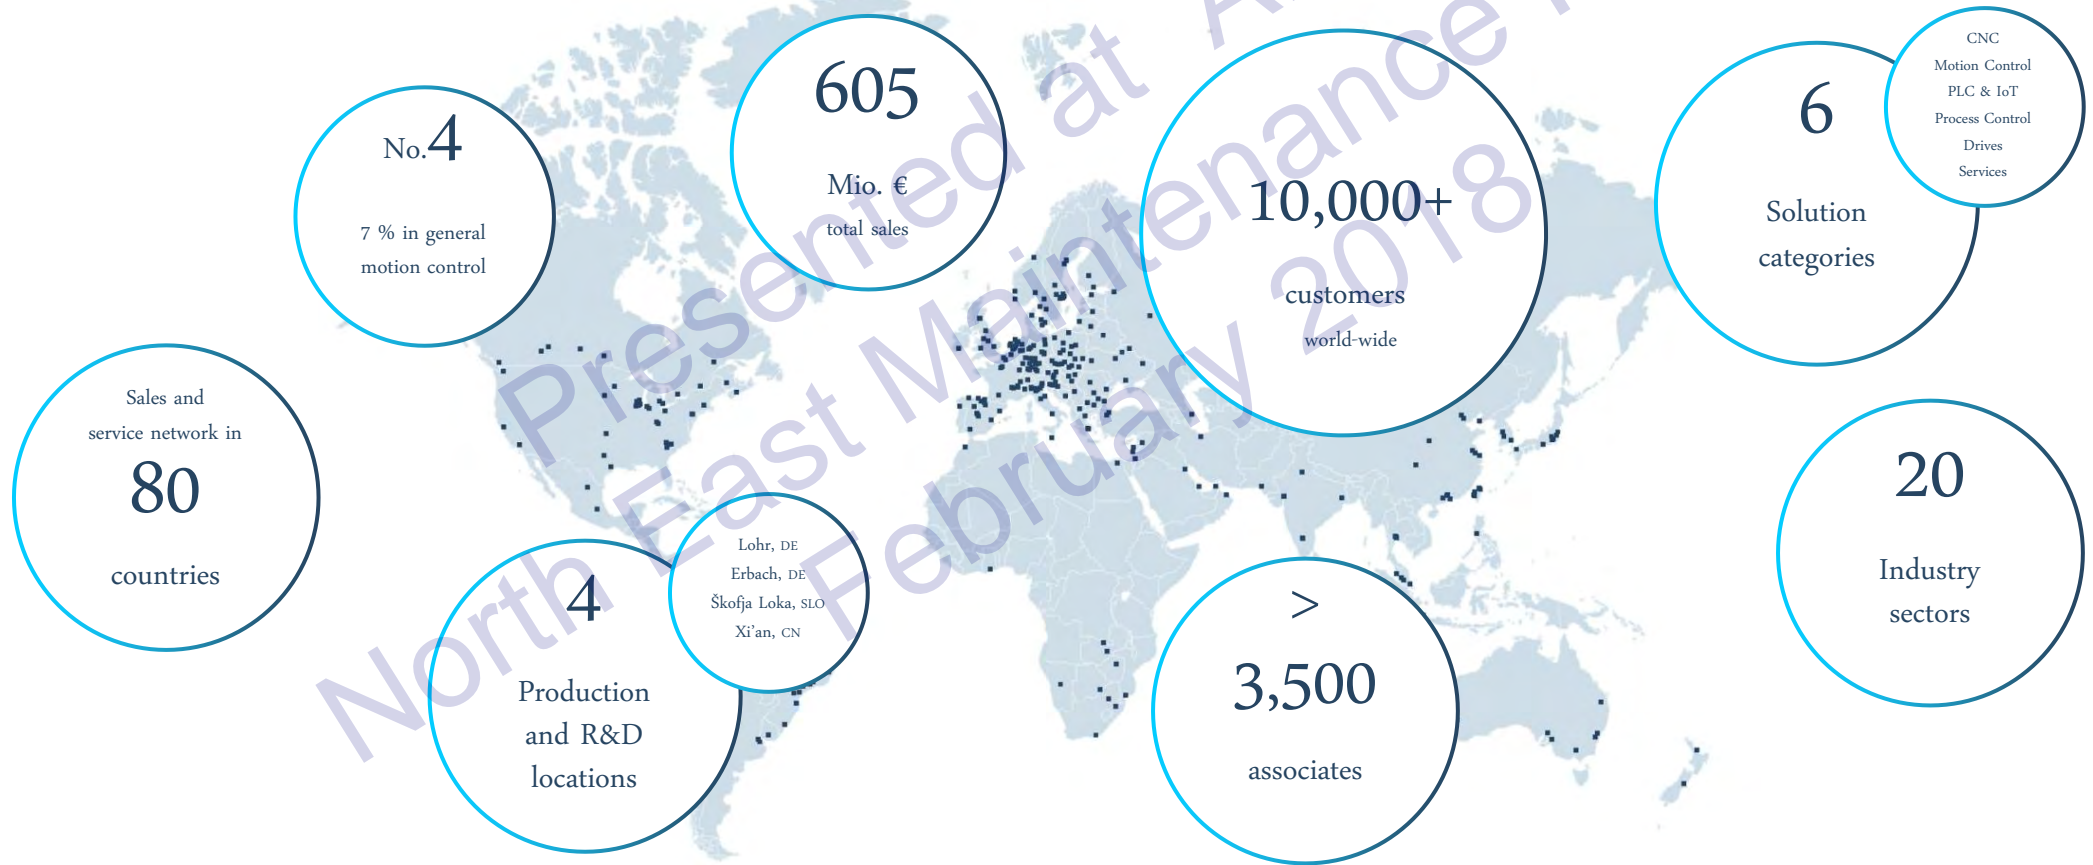 No.4
7 % in general
motion control
605
Mio. €
total sales
10,000+
customers
world-wide
6
Solution
categories
CNC
Motion Control
PLC & IoT
Process Control
Drives
Services
Sales and
service network in
80
countries
4
Production
and R&D
locations
Lohr, DE
Erbach, DE
Škofja Loka, SLO
Xi'an, CN
>
3,500
associates
20
Industry
sectors
Presented at
North East Maintenance
February 2018